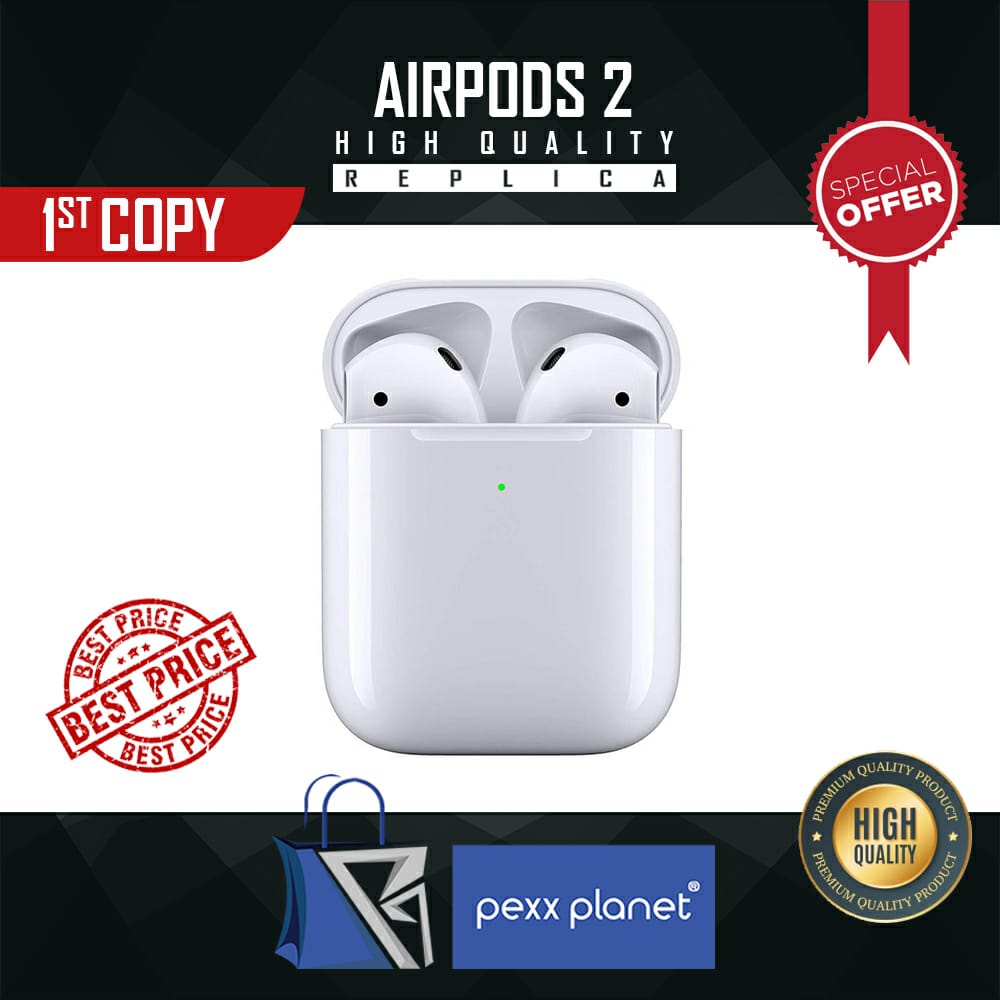 AIRPODS 2
HIGH QUALITY
REPLICA
1ST COPY
SPECIAL
OFFER
BEST PRICE
BEST PRICE
BEST PRICE
PREMIUM QUALITY PRODUCT
HIGH
QUALITY
PREMIUM QUALITY PRODUCT
pexx planet®